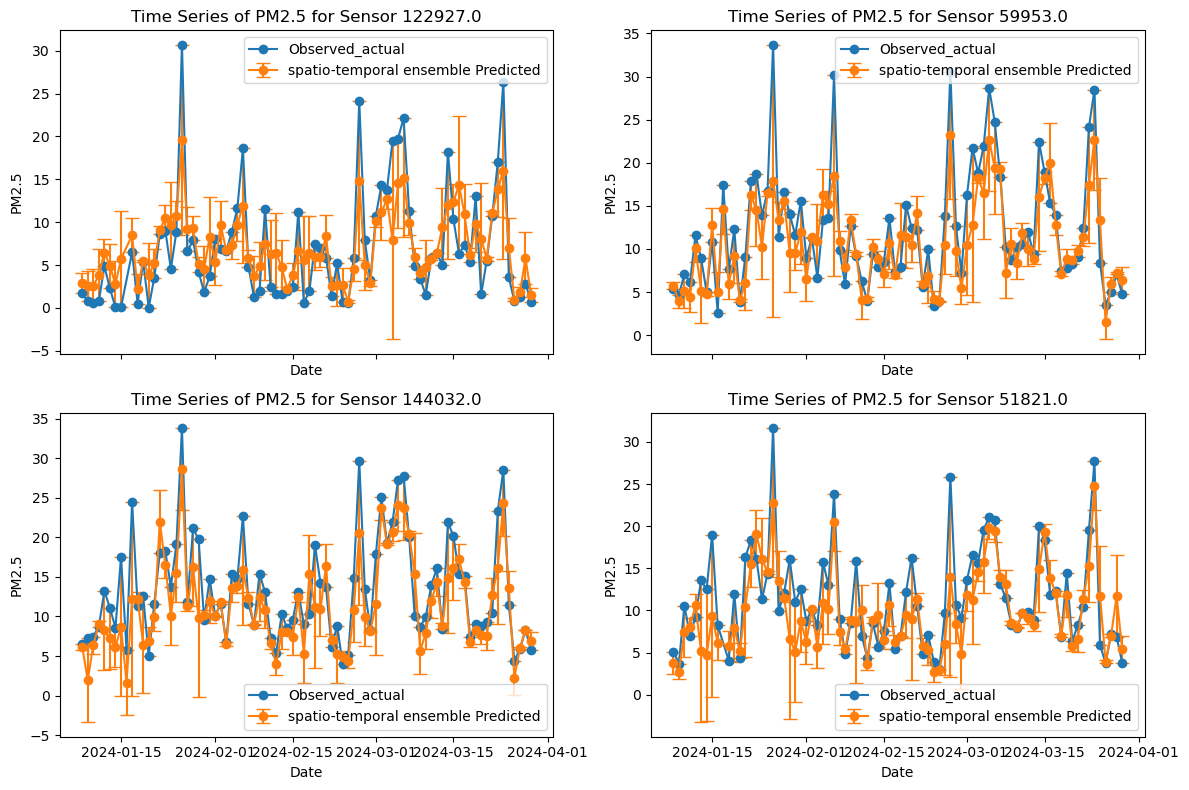 Time Series of PM2.5 for Sensor 122927.0
PM2.5
30
25
20
15
10
5
0
−5
Observed_actual
spatio-temporal ensemble Predicted
Date
Time Series of PM2.5 for Sensor 59953.0
PM2.5
35
30
25
20
15
10
5
0
Observed_actual
spatio-temporal ensemble Predicted
Date
Time Series of PM2.5 for Sensor 144032.0
PM2.5
35
30
25
20
15
10
5
0
−5
Observed_actual
spatio-temporal ensemble Predicted
2024-01-15 2024-02-01 2024-02-15 2024-03-01 2024-03-15 2024-04-01
Date
Time Series of PM2.5 for Sensor 51821.0
PM2.5
30
25
20
15
10
5
0
Observed_actual
spatio-temporal ensemble Predicted
2024-01-15 2024-02-01 2024-02-15 2024-03-01 2024-03-15 2024-04-01
Date